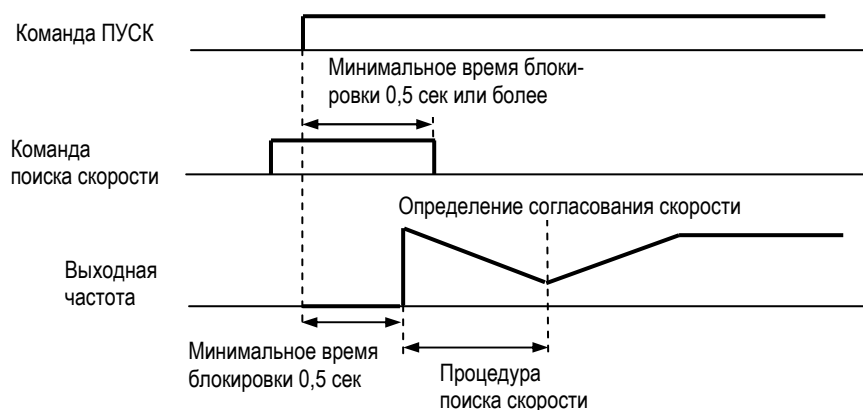 Команда ПУСК
Минимальное время блоки-
ровки 0,5 сек или более
Команда
поиска скорости
Определение согласования скорости
Выходная
частота
Минимальное время
блокировки 0,5 сек
Процедура
поиска скорости